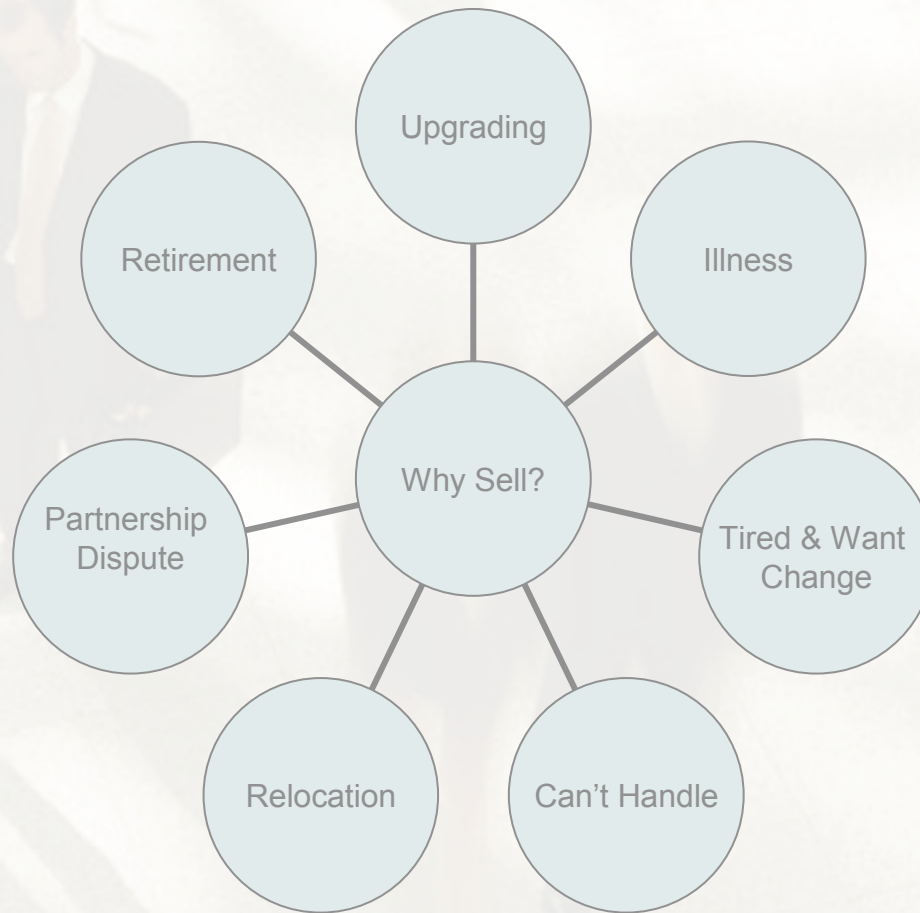 Upgrading
Retirement
Illness
Why Sell?
Partnership
Dispute
Tired & Want
Change
Relocation
Can’t Handle